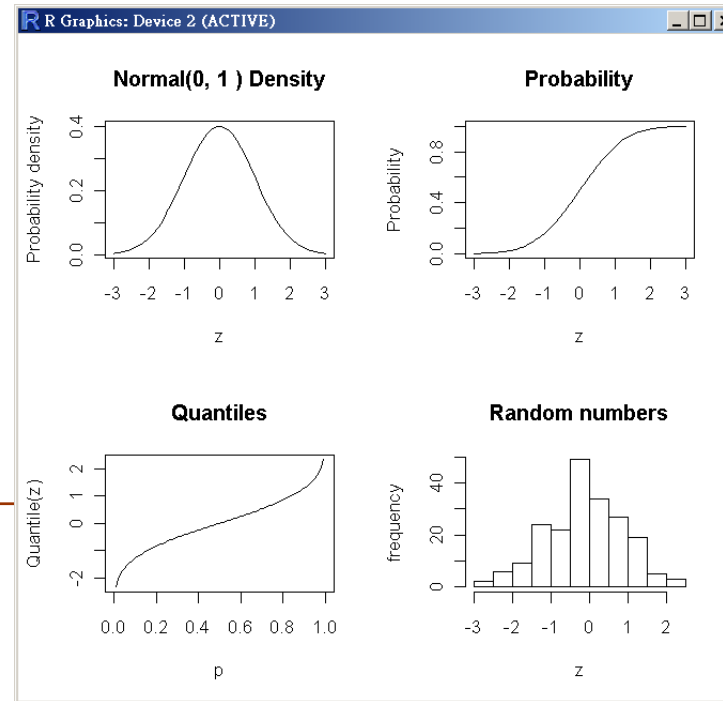 R Graphics: Device 2 (ACTIVE)
Normal(0, 1 ) Density
Probability density
0.0 0.2 0.4
-3 -2 -1 0 1 2 3
z
Probability
Probability
0.0 0.4 0.8
-3 -2 -1 0 1 2 3
z
Quantiles
Quantile(z)
-2 0 1 2
0.0 0.2 0.4 0.6 0.8 1.0
p
Random numbers
frequency
0 20 40
-3 -2 -1 0 1 2
z